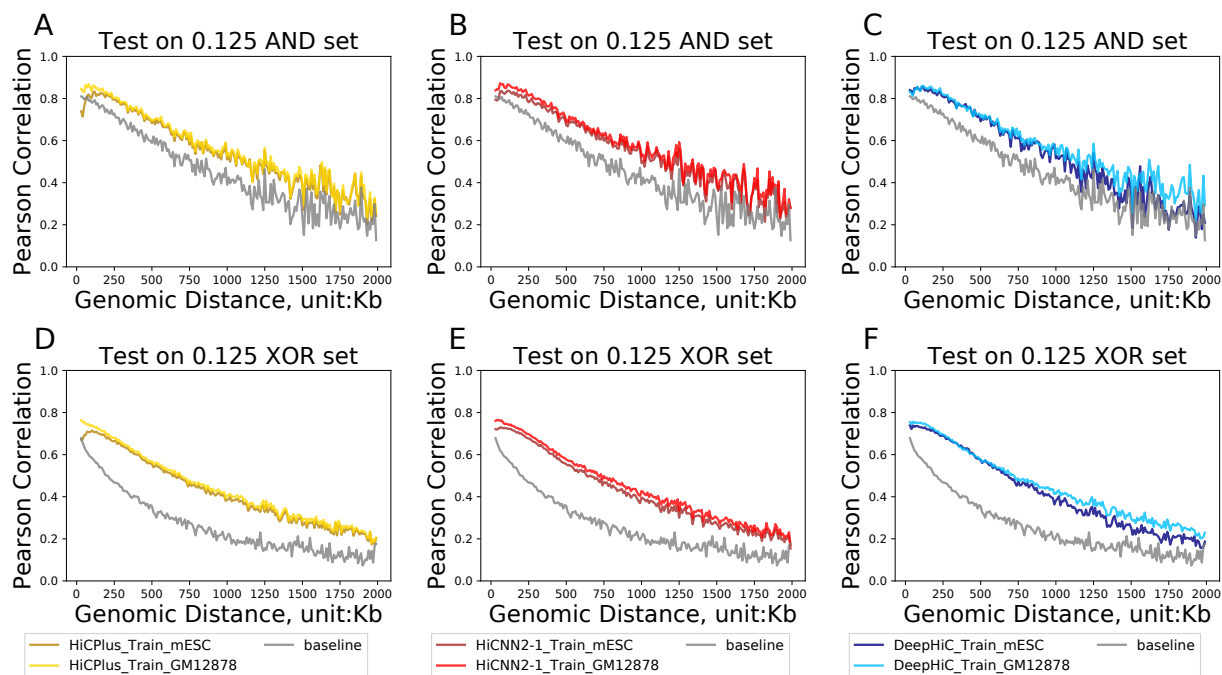 A
B
C
Test on 0.125 AND set
Test on 0.125 AND set
Test on 0.125 AND set
Pearson Correlation
1.0
0.8
0.6
0.4
0.2
0.0
0 250 500 750 1000 1250 1500 1750 2000
Genomic Distance, unit:Kb
Pearson Correlation
1.0
0.8
0.6
0.4
0.2
0.0
0 250 500 750 1000 1250 1500 1750 2000
Genomic Distance, unit:Kb
Pearson Correlation
1.0
0.8
0.6
0.4
0.2
0.0
0 250 500 750 1000 1250 1500 1750 2000
Genomic Distance, unit:Kb
D
E
F
Test on 0.125 XOR set
Test on 0.125 XOR set
Test on 0.125 XOR set
Pearson Correlation
1.0
0.8
0.6
0.4
0.2
0.0
0 250 500 750 1000 1250 1500 1750 2000
Genomic Distance, unit:Kb
Pearson Correlation
1.0
0.8
0.6
0.4
0.2
0.0
0 250 500 750 1000 1250 1500 1750 2000
Genomic Distance, unit:Kb
Pearson Correlation
1.0
0.8
0.6
0.4
0.2
0.0
0 250 500 750 1000 1250 1500 1750 2000
Genomic Distance, unit:Kb
HiCPlus_Train_mESC
HiCPlus_Train_GM12878
baseline
HiCNN2-1_Train_mESC
HiCNN2-1_Train_GM12878
baseline
DeepHiC_Train_mESC
DeepHiC_Train_GM12878
baseline